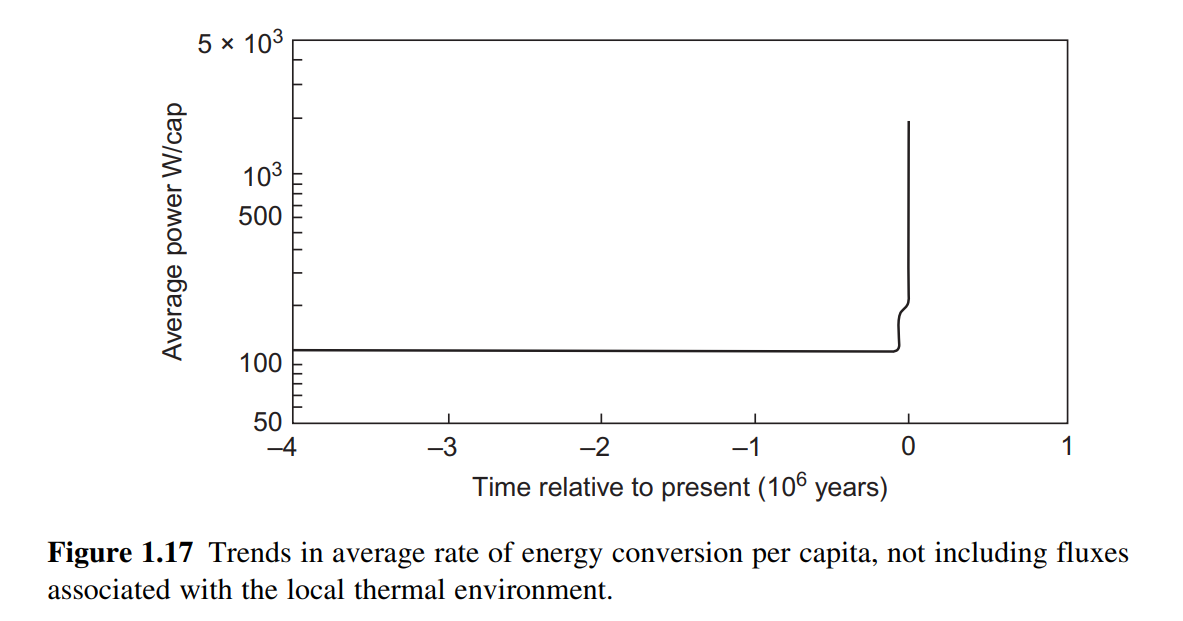 5 × 10³
10³
500
100
50
Average power W/cap
–4 –3 –2 –1 0 1
Time relative to present (10⁶ years)
Figure 1.17 Trends in average rate of energy conversion per capita, not including fluxes
associated with the local thermal environment.